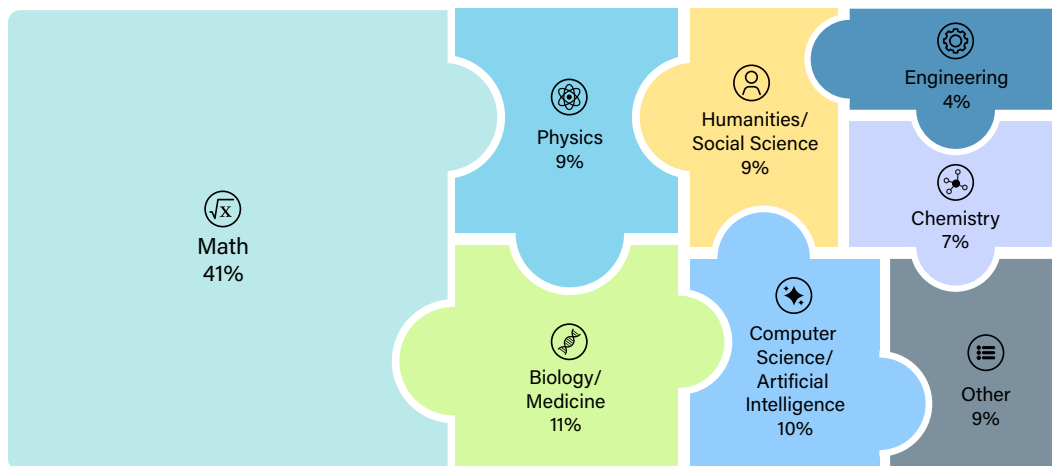 √x
Math
41%
Physics
9%
Biology/
Medicine
11%
Humanities/
Social Science
9%
Computer
Science/
Artificial
Intelligence
10%
Engineering
4%
Chemistry
7%
Other
9%